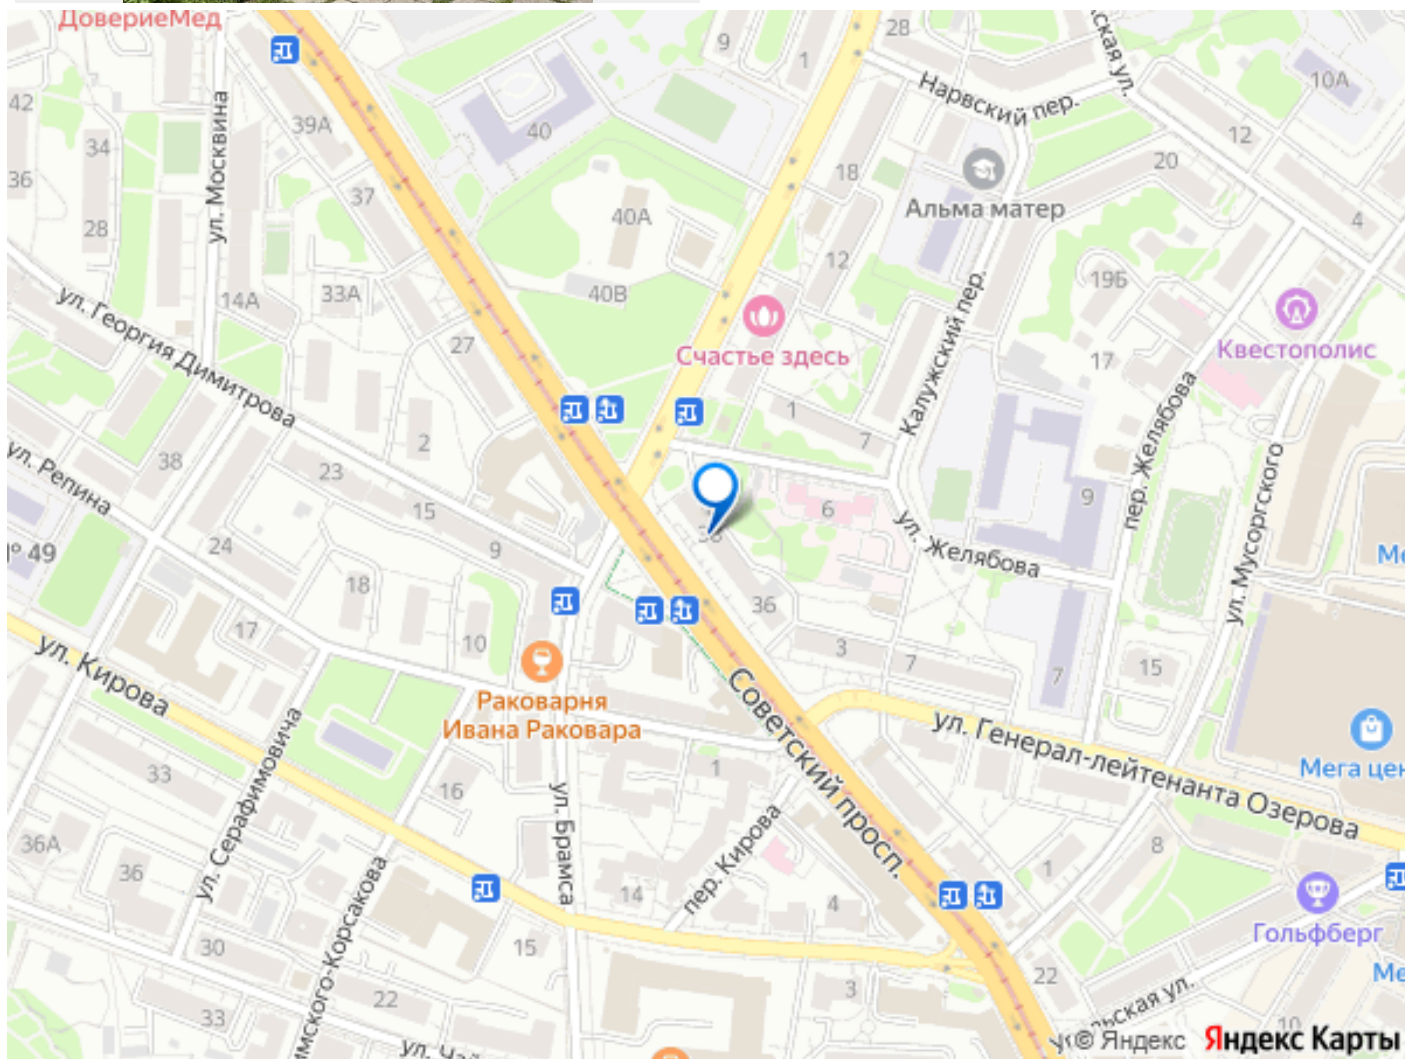 ДовериеМед
9
28
1
10А
42
39А
40
Нарвский пер.
12
34
ул. Москвина
18
20
36
37
Альма матер
40А
4
28
12
19Б
14А
33А
40В
Калужский пер.
ул. Георгия Димитрова
27
Счастье здесь
17
Квестополис
пер. Желябова
1
2
7
38
23
ул. Репина
6
9
15
ул. Мусоргского
24
9
ул. Желябова
49
18
36
17
10
3
7
7
15
ул. Кирова
Раковарня
Ивана Раковара
Советский просп.
ул. Генерал-лейтенанта Озерова
Мега цен
33
1
16
ул. Серафимовича
ул. Брамса
пер. Кирова
36А
36
8
1
14
4
Гольфберг
30
15
22
22
3
33
10
© Яндекс
Яндекс Карты